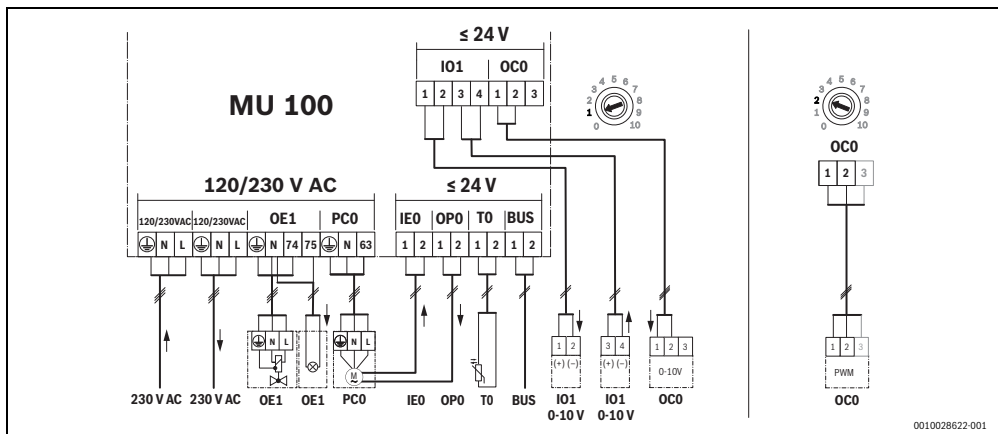 ≤ 24 V
IO1 OC0
1 2 3 4 1 2 3
MU 100
0 1 2 3 4 5 6 7 8 9 10
120/230 V AC
≤ 24 V
120/230VAC 120/230VAC OE1 PC0
IE0 OP0 T0 BUS
N L N L N 74 75 N 63
1 2 1 2 1 2 1 2
N L
N L
M
~
1 2
(+) (-)
3 4
(+) (-)
1 2 3
0-10V
230 V AC 230 V AC OE1 OE1 PC0 IE0 OP0 T0 BUS IO1 0-10 V IO1 0-10 V OC0
0 1 2 3 4 5 6 7 8 9 10
OC0
1 2 3
1 2 3
PWM
OC0
0010028622-001